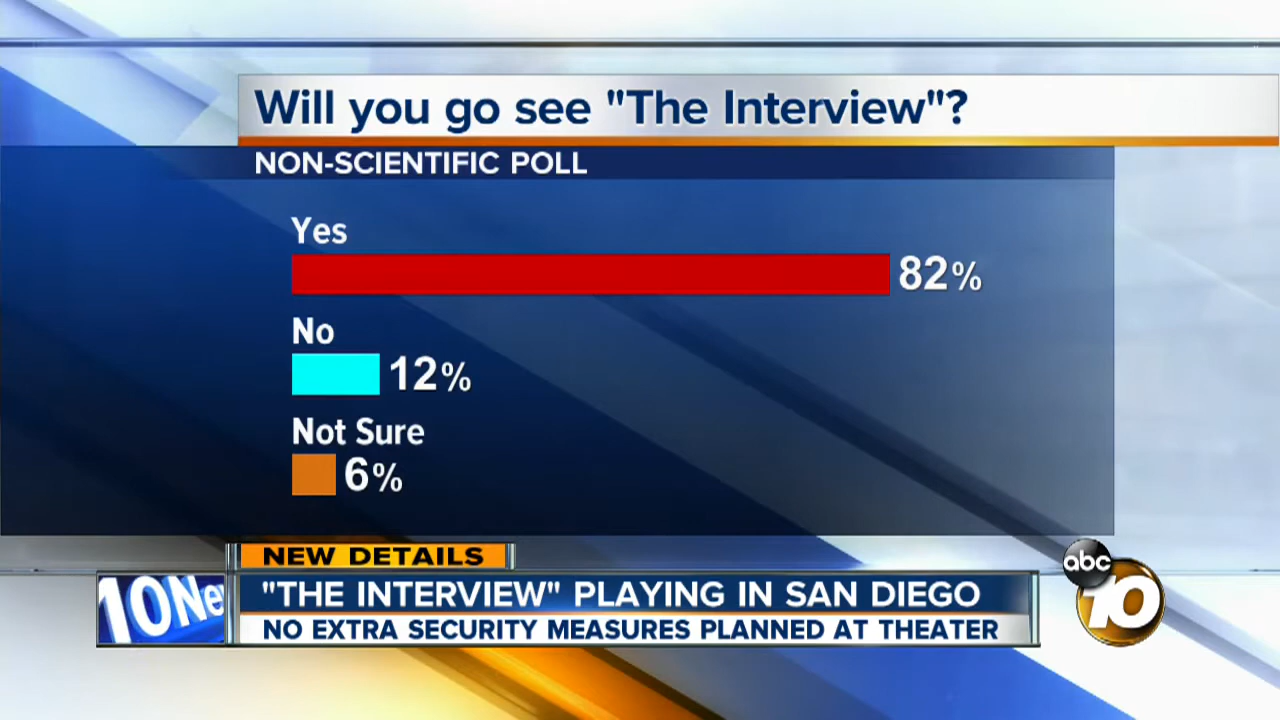 Will you go see "The Interview"?
NON-SCIENTIFIC POLL
Yes
82%
No
12%
Not Sure
6%
NEW DETAILS
"THE INTERVIEW" PLAYING IN SAN DIEGO
NO EXTRA SECURITY MEASURES PLANNED AT THEATER
10Ne
abc
10